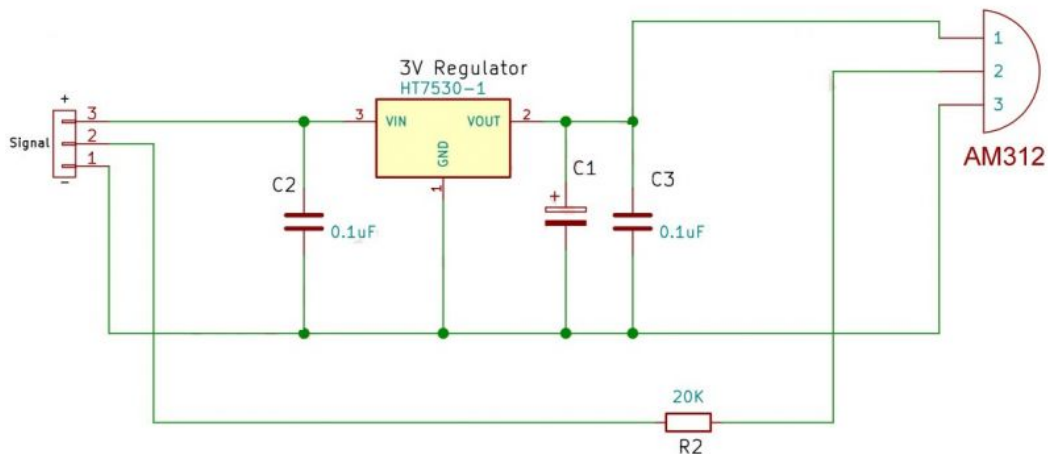 3V Regulator
HT7530-1
+
3
2
1
−
Signal
3
VIN
VOUT
2
GND
1
C2
0.1uF
C1
+
C3
0.1uF
1
2
3
AM312
20K
R2